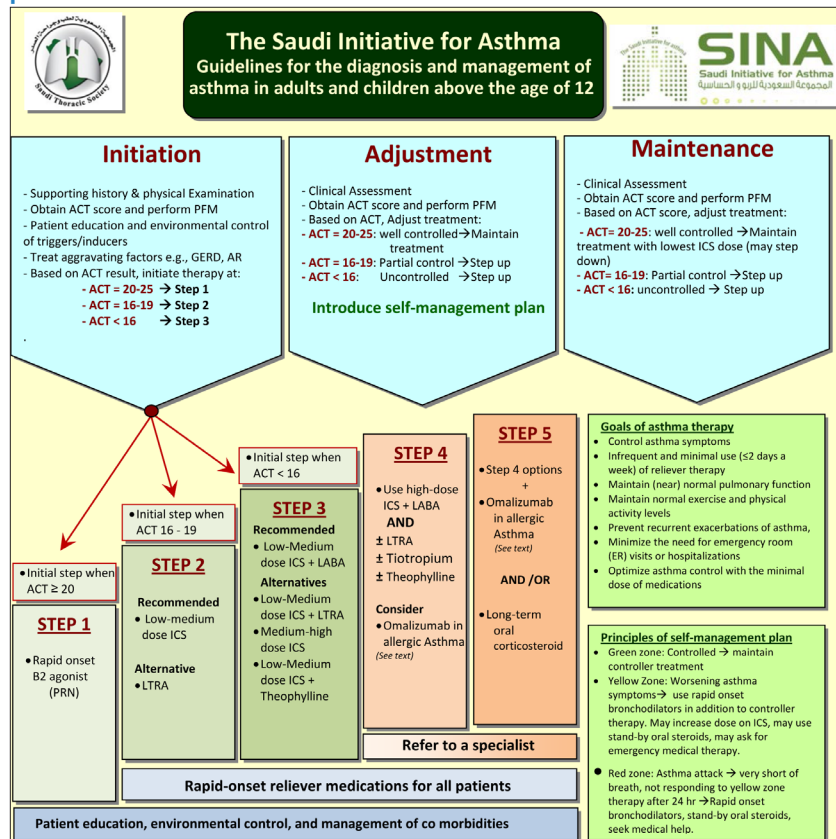 The Saudi Initiative for Asthma
Guidelines for the diagnosis and management of
asthma in adults and children above the age of 12
Saudi Thoracic Society
SINA
Saudi Initiative for Asthma
المجموعة السعودية للربو و الحساسية
Initiation
- Supporting history & physical Examination
- Obtain ACT score and perform PFM
- Patient education and environmental control
of triggers/inducers
- Treat aggravating factors e.g., GERD, AR
- Based on ACT result, initiate therapy at:
- ACT = 20-25 → Step 1
- ACT = 16-19 → Step 2
- ACT < 16 → Step 3
.
Adjustment
- Clinical Assessment
- Obtain ACT score and perform PFM
- Based on ACT, Adjust treatment:
- ACT = 20-25: well controlled→Maintain
treatment
- ACT = 16-19: Partial control →Step up
- ACT < 16: Uncontrolled →Step up
Introduce self-management plan
Maintenance
- Clinical Assessment
- Obtain ACT score and perform PFM
- Based on ACT score, adjust treatment:
- ACT= 20-25: well controlled →Maintain
treatment with lowest ICS dose (may step
down)
- ACT= 16-19: Partial control →Step up
- ACT < 16: uncontrolled → Step up
• Initial step when
ACT ≥ 20
STEP 1
• Rapid onset
B2 agonist
(PRN)
• Initial step when
ACT 16 - 19
STEP 2
Recommended
• Low-medium
dose ICS
Alternative
• LTRA
• Initial step when
ACT < 16
STEP 3
Recommended
• Low-Medium
dose ICS + LABA
Alternatives
• Low-Medium
dose ICS + LTRA
• Medium-high
dose ICS
• Low-Medium
dose ICS +
Theophylline
STEP 4
• Use high-dose
ICS + LABA
AND
± LTRA
± Tiotropium
± Theophylline
Consider
• Omalizumab in
allergic Asthma
(See text)
STEP 5
• Step 4 options
+
• Omalizumab
in allergic
Asthma
(See text)
AND /OR
• Long-term
oral
corticosteroid
Refer to a specialist
Rapid-onset reliever medications for all patients
Patient education, environmental control, and management of co morbidities
Goals of asthma therapy
• Control asthma symptoms
• Infrequent and minimal use (≤2 days a
week) of reliever therapy
• Maintain (near) normal pulmonary function
• Maintain normal exercise and physical
activity levels
• Prevent recurrent exacerbations of asthma,
• Minimize the need for emergency room
(ER) visits or hospitalizations
• Optimize asthma control with the minimal
dose of medications
Principles of self-management plan
• Green zone: Controlled → maintain
controller treatment
• Yellow Zone: Worsening asthma
symptoms→ use rapid onset
bronchodilators in addition to controller
therapy. May increase dose on ICS, may use
stand-by oral steroids, may ask for
emergency medical therapy.
• Red zone: Asthma attack → very short of
breath, not responding to yellow zone
therapy after 24 hr →Rapid onset
bronchodilators, stand-by oral steroids,
seek medical help.